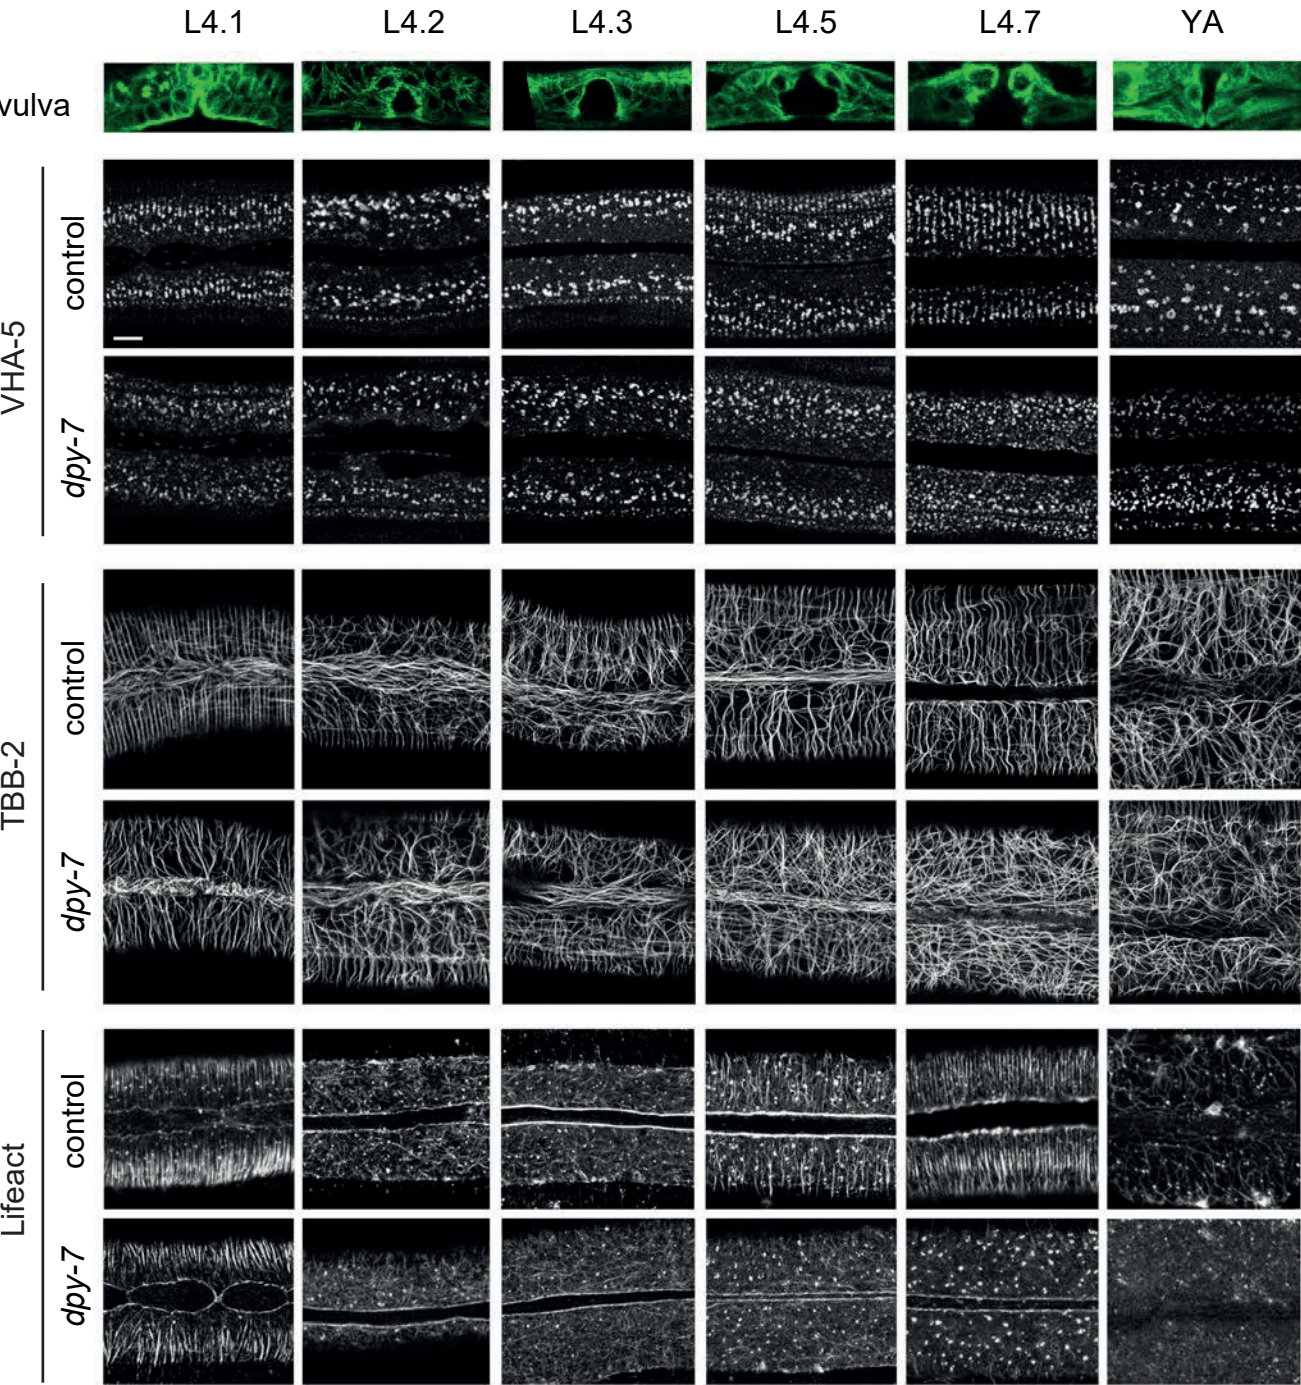 L4.1 L4.2 L4.3 L4.5 L4.7 YA
vulva
VHA-5
control
dpy-7
TBB-2
control
dpy-7
Lifeact
control
dpy-7